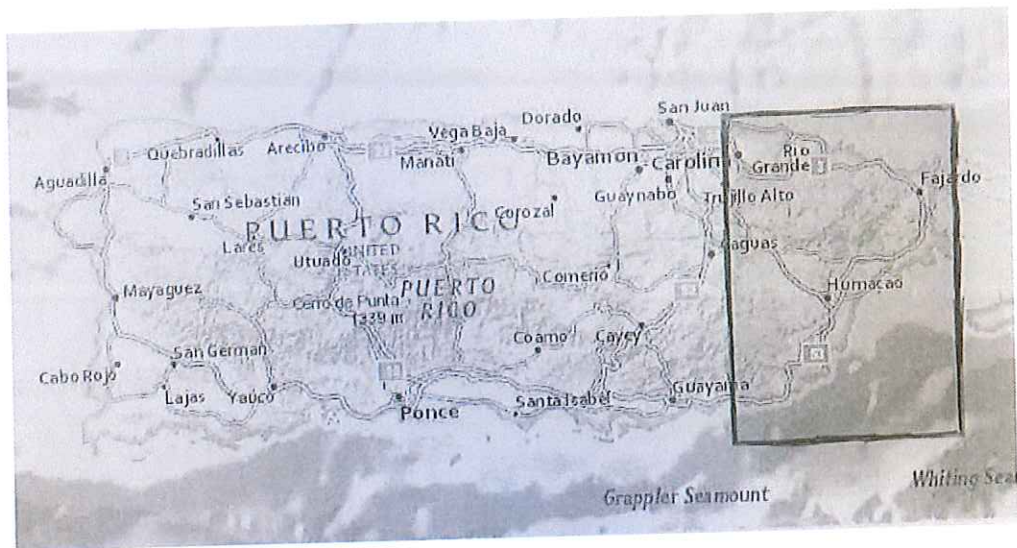 San Juan
Dorado
Vega Baja
Quebradillas
Arecibo
Manati
Bayamon
Carolin
Rio
Grande
Aguadilla
Guaynabo
Trujillo Alto
Fajardo
San Sebastian
Corozal
PUERTO RICO
Lares
Utuado
UNITED
STATES
Caguas
Comerio
Mayaguez
PUERTO
RICO
Humacao
Cerro de Punta
1339 m
Coamo
Cayey
San German
Cabo Rojo
Lajas
Yauco
Ponce
Santa Isabel
Guayama
Grappler Seamount
Whiting Sea